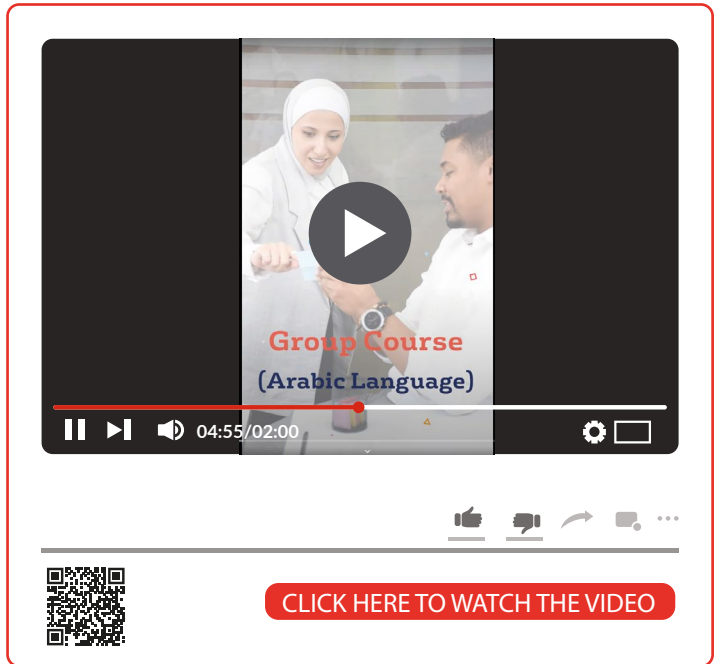 Group Course
(Arabic Language)
04:55/02:00
CLICK HERE TO WATCH THE VIDEO